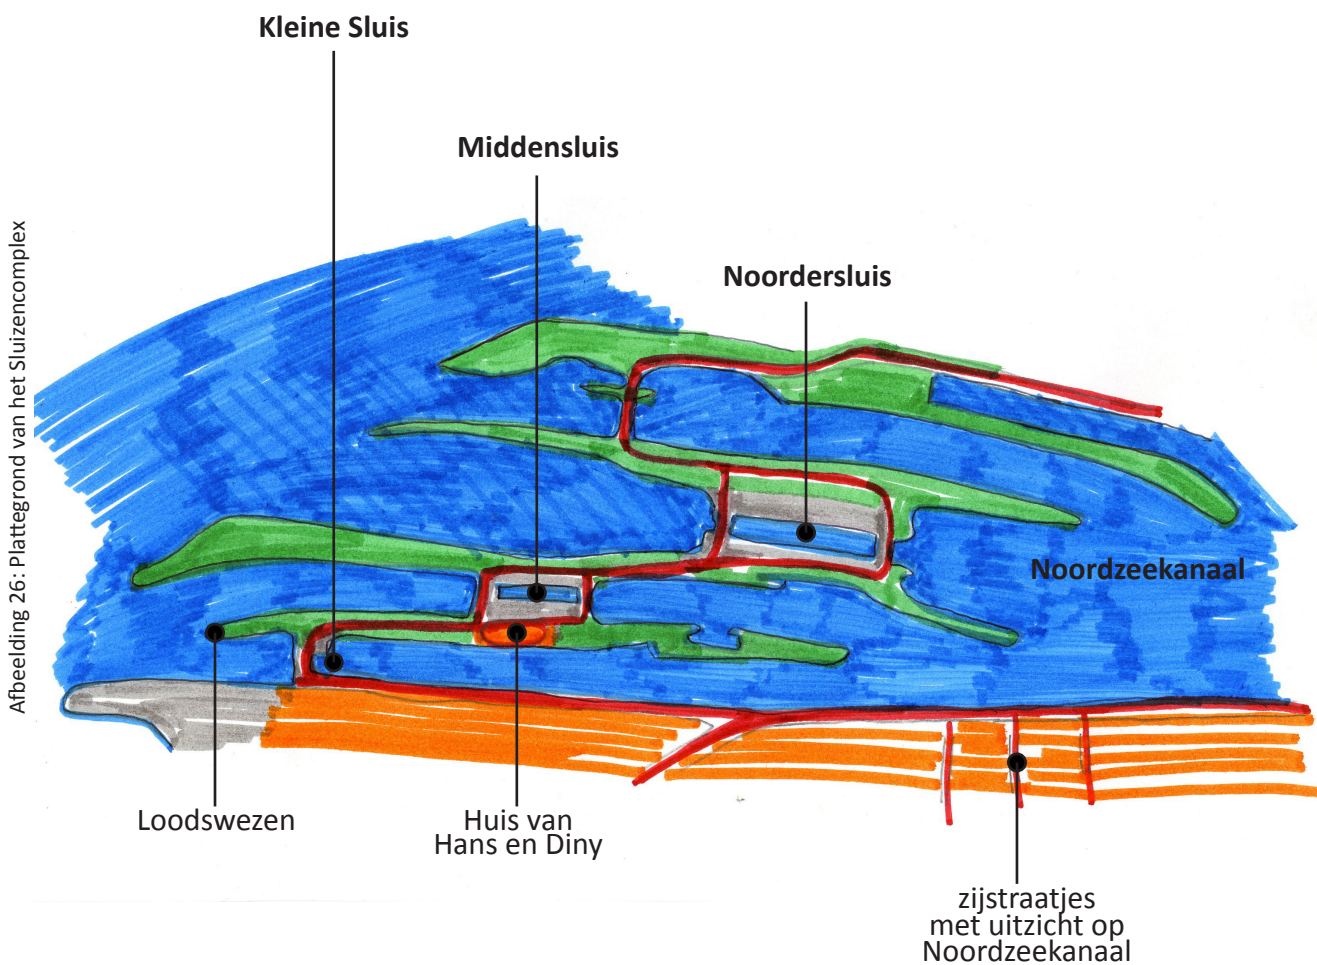 Kleine Sluis
Middensluis
Noordersluis
Afbeelding 26: Plattegrond van het Sluizencomplex
Noordzeekanaal
Loodswezen
Huis van
Hans en Diny
zijstraatjes
met uitzicht op
Noordzeekanaal